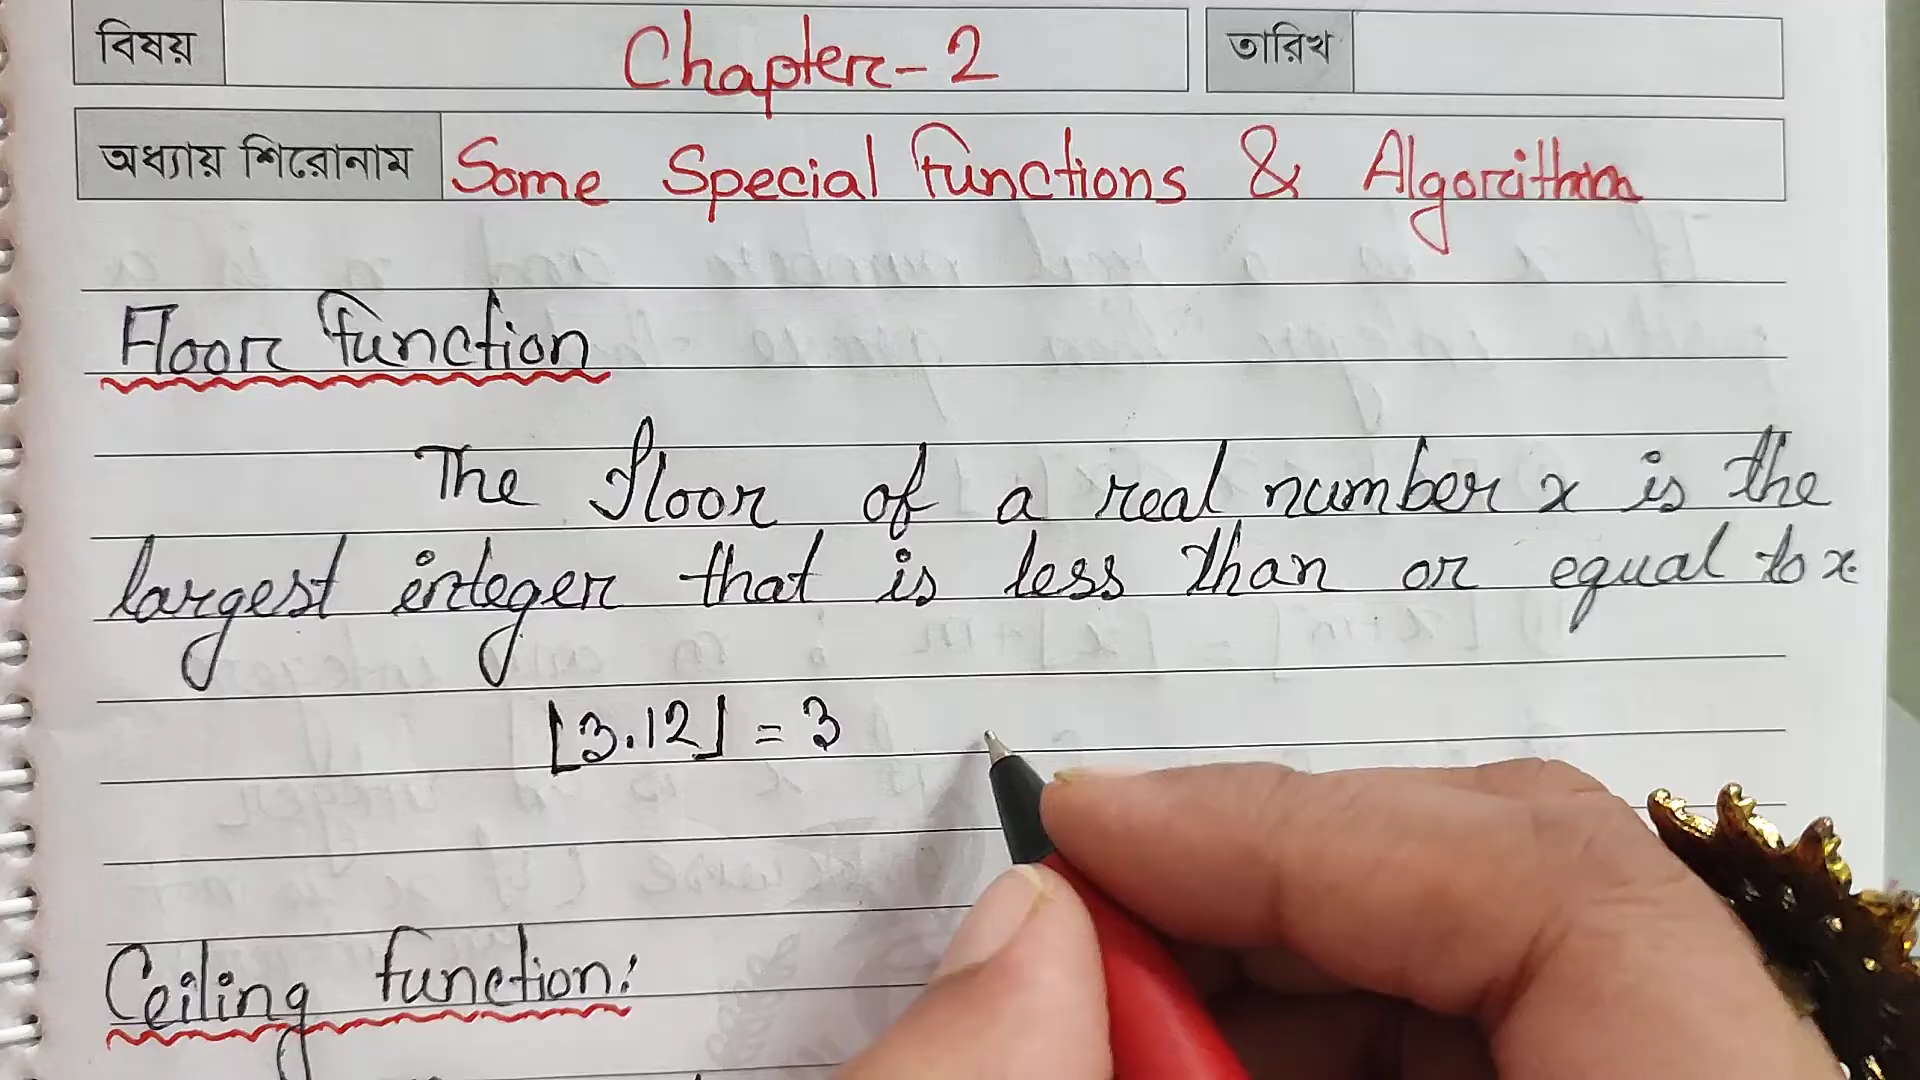 বিষয় Chapter-2 তারিখ
অধ্যায় শিরোনাম Some Special functions & Algorithm
Floor function
The floor of a real number x is the
largest integer that is less than or equal to x.
⌊3.12⌋ = 3
Ceiling function: